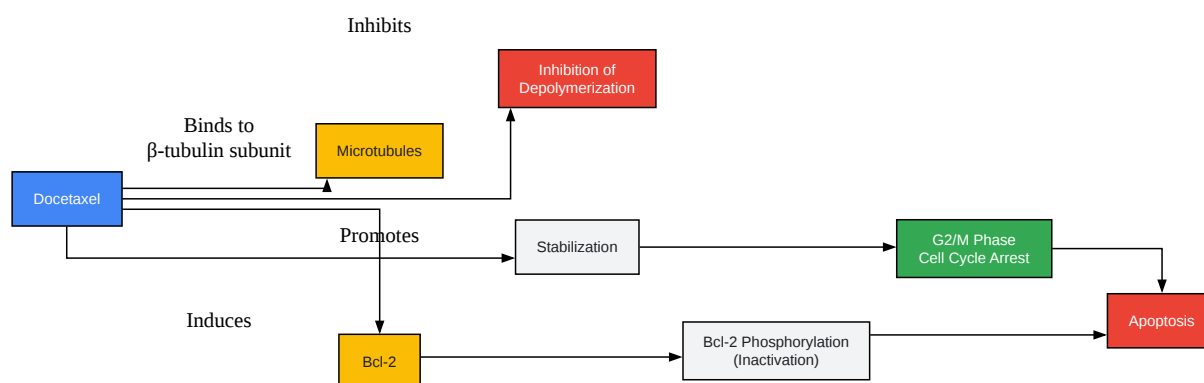 Inhibits
Inhibition of
Depolymerization
Binds to
β-tubulin subunit
Microtubules
Docetaxel
Promotes
Stabilization
G2/M Phase
Cell Cycle Arrest
Induces
Bcl-2
Bcl-2 Phosphorylation
(Inactivation)
Apoptosis